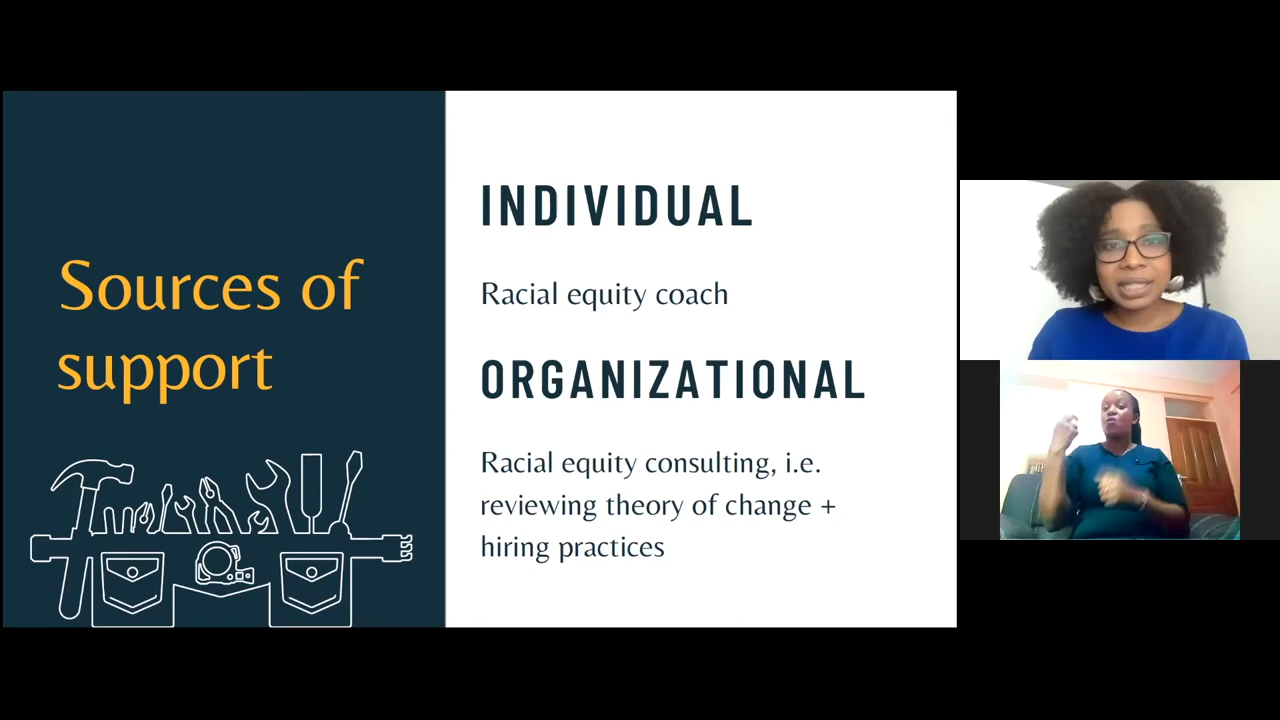 Sources of
support
INDIVIDUAL
Racial equity coach
ORGANIZATIONAL
Racial equity consulting, i.e.
reviewing theory of change +
hiring practices